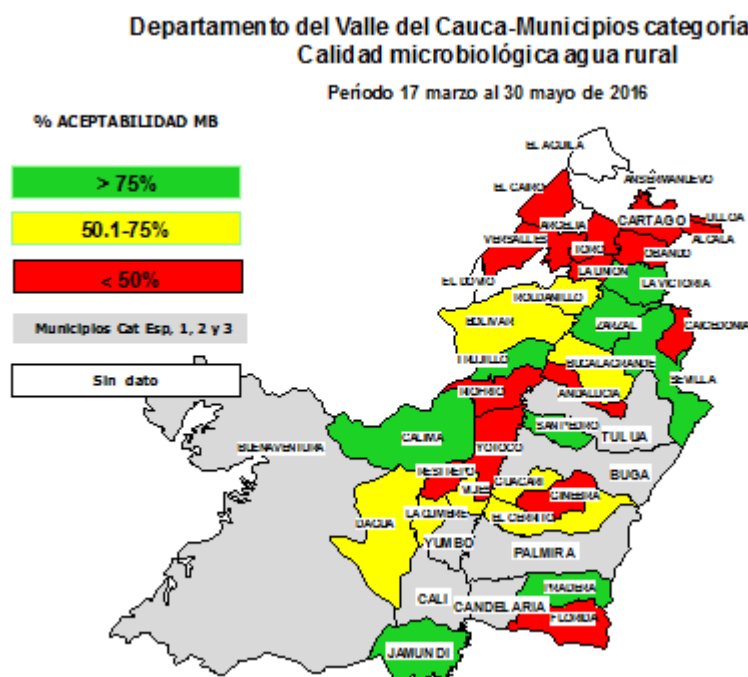 Departamento del Valle del Cauca-Municipios categoría
Calidad microbiológica agua rural
Período 17 marzo al 30 mayo de 2016
% ACEPTABILIDAD MB
> 75%
50.1-75%
< 50%
Municipios Cat Esp, 1, 2 y 3
Sin dato
EL AGUILA
ANSERMANUEVO
EL CAIRO
ARGELIA
CARTAGO
ULLOA
ALCALA
VERSALLES
TORO
OBANDO
LA UNION
EL DOVIO
LA VICTORIA
ROLDANILLO
BOLIVAR
ZARZAL
CAICEDONIA
TRUJILLO
BUGALAGRANDE
SEVILLA
RIOFRIO
ANDALUCIA
SAN PEDRO
TULUA
BUENAVENTURA
CALIMA
YOTOCO
BUGA
RESTREPO
VIJES
GUACARI
GINEBRA
LA CUMBRE
EL CERRITO
DAGUA
YUMBO
PALMIRA
PRADERA
CALI
CANDELARIA
FLORIDA
JAMUNDI